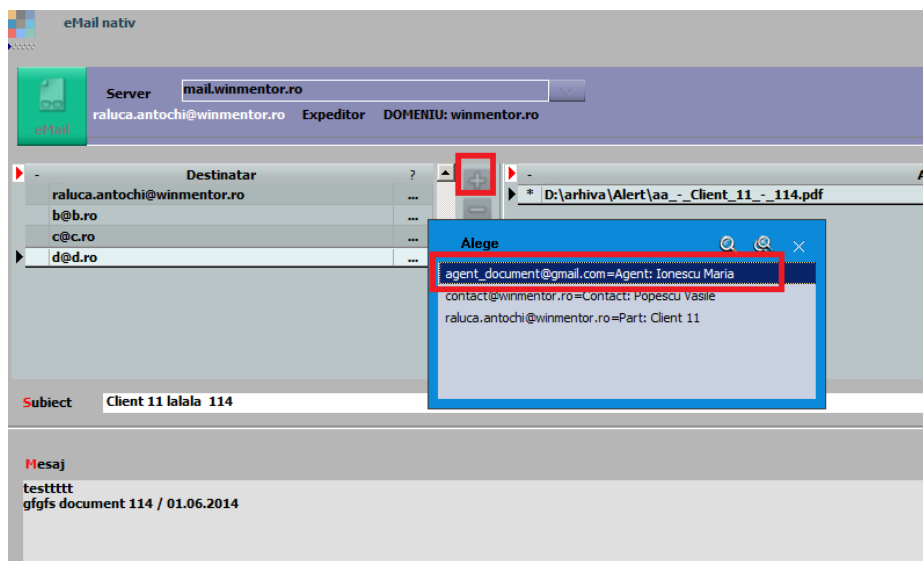 eMail nativ
Server mail.winmentor.ro
eMail
raluca.antochi@winmentor.ro Expeditor DOMENIU: winmentor.ro
- Destinatar ?
raluca.antochi@winmentor.ro ...
b@b.ro ...
c@c.ro ...
d@d.ro ...
- A
* D:\arhiva\Alert\aa_-_Client_11_-_114.pdf
Alege
agent_document@gmail.com=Agent: Ionescu Maria
contact@winmentor.ro=Contact: Popescu Vasile
raluca.antochi@winmentor.ro=Part: Client 11
Subiect Client 11 lalala 114
Mesaj
testtttt
gfgfs document 114 / 01.06.2014